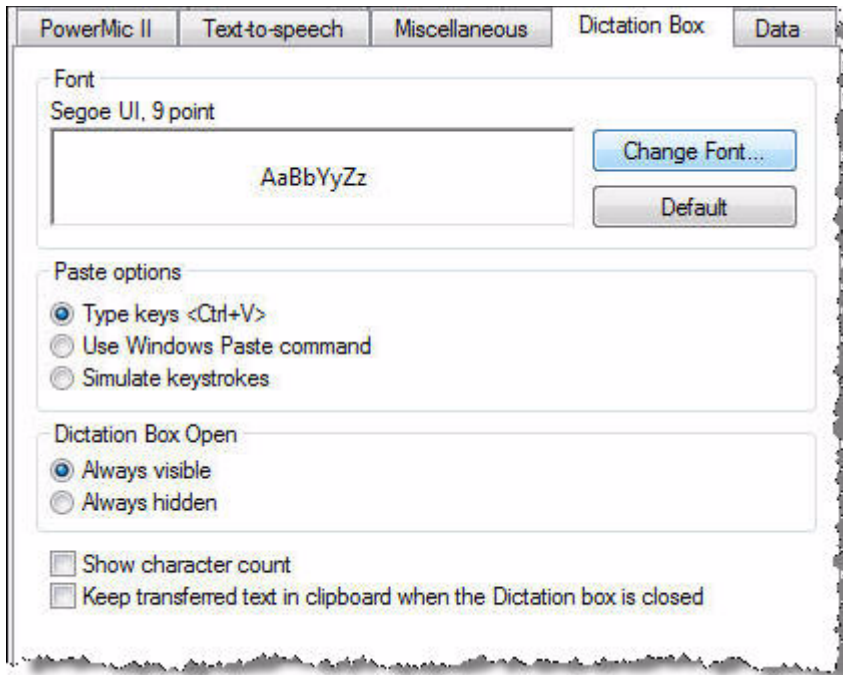 PowerMic II Text-to-speech Miscellaneous Dictation Box Data
Font
Segoe UI, 9 point
AaBbYyZz
Change Font...
Default
Paste options
Type keys <Ctrl+V>
Use Windows Paste command
Simulate keystrokes
Dictation Box Open
Always visible
Always hidden
Show character count
Keep transferred text in clipboard when the Dictation box is closed